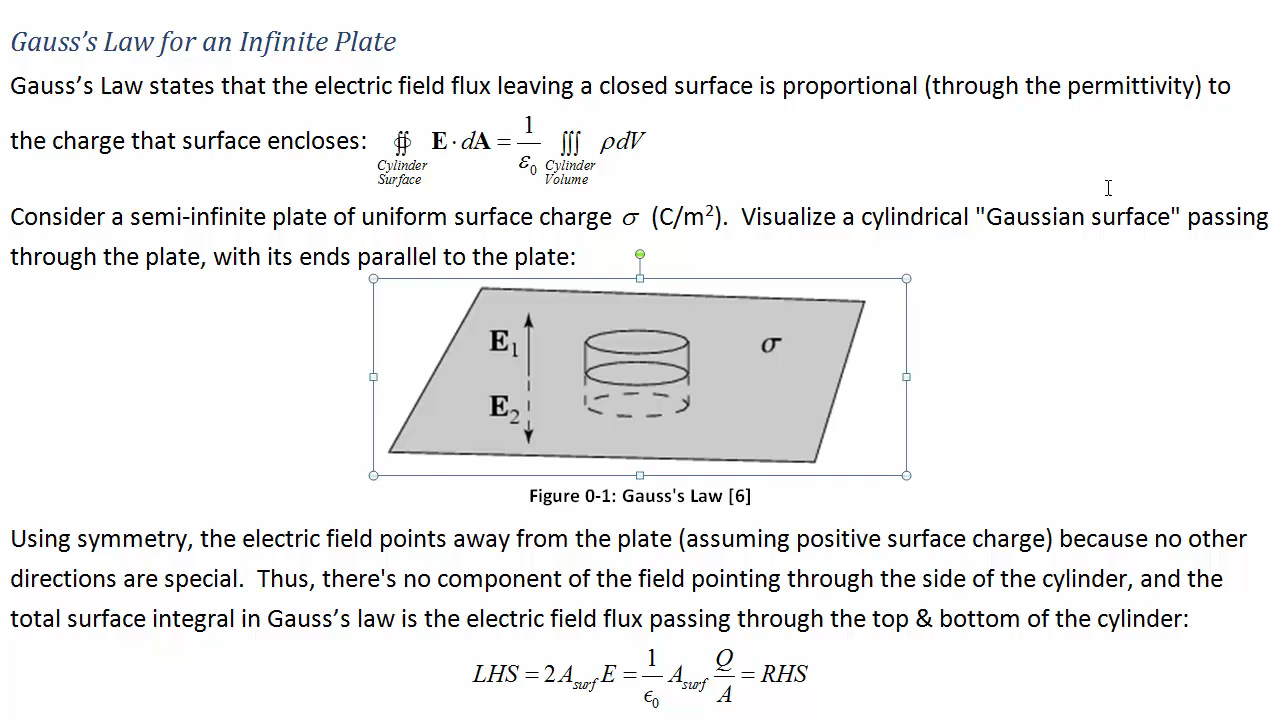 Gauss’s Law for an Infinite Plate
Gauss’s Law states that the electric field flux leaving a closed surface is proportional (through the permittivity) to
the charge that surface encloses: ∯_{Cylinder Surface} E · dA = 1/ε₀ ∭_{Cylinder Volume} ρdV
Consider a semi-infinite plate of uniform surface charge σ (C/m²). Visualize a cylindrical "Gaussian surface" passing
through the plate, with its ends parallel to the plate:
E₁
σ
E₂
Figure 0-1: Gauss's Law [6]
Using symmetry, the electric field points away from the plate (assuming positive surface charge) because no other
directions are special. Thus, there's no component of the field pointing through the side of the cylinder, and the
total surface integral in Gauss’s law is the electric field flux passing through the top & bottom of the cylinder:
LHS = 2A_{surf} E = 1/ϵ₀ A_{surf} Q/A = RHS